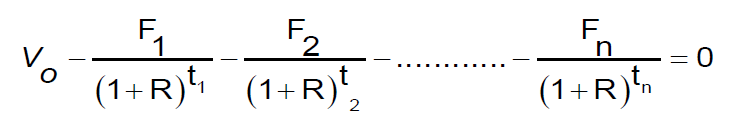 V_o − F_1/(1+R)^{t_1} − F_2/(1+R)^{t_2} − ............ − F_n/(1+R)^{t_n} = 0